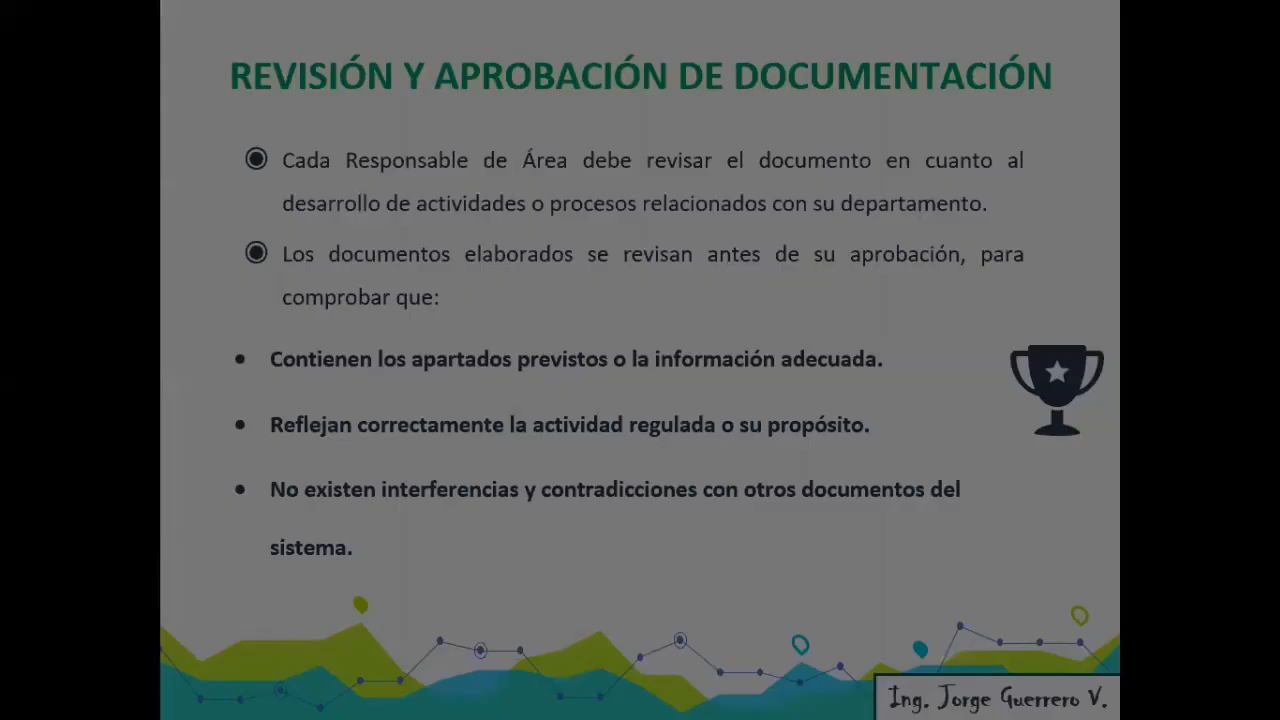 REVISIÓN Y APROBACIÓN DE DOCUMENTACIÓN
Cada Responsable de Área debe revisar el documento en cuanto al
desarrollo de actividades o procesos relacionados con su departamento.
Los documentos elaborados se revisan antes de su aprobación, para
comprobar que:
Contienen los apartados previstos o la información adecuada.
Reflejan correctamente la actividad regulada o su propósito.
No existen interferencias y contradicciones con otros documentos del
sistema.
Ing. Jorge Guerrero V.